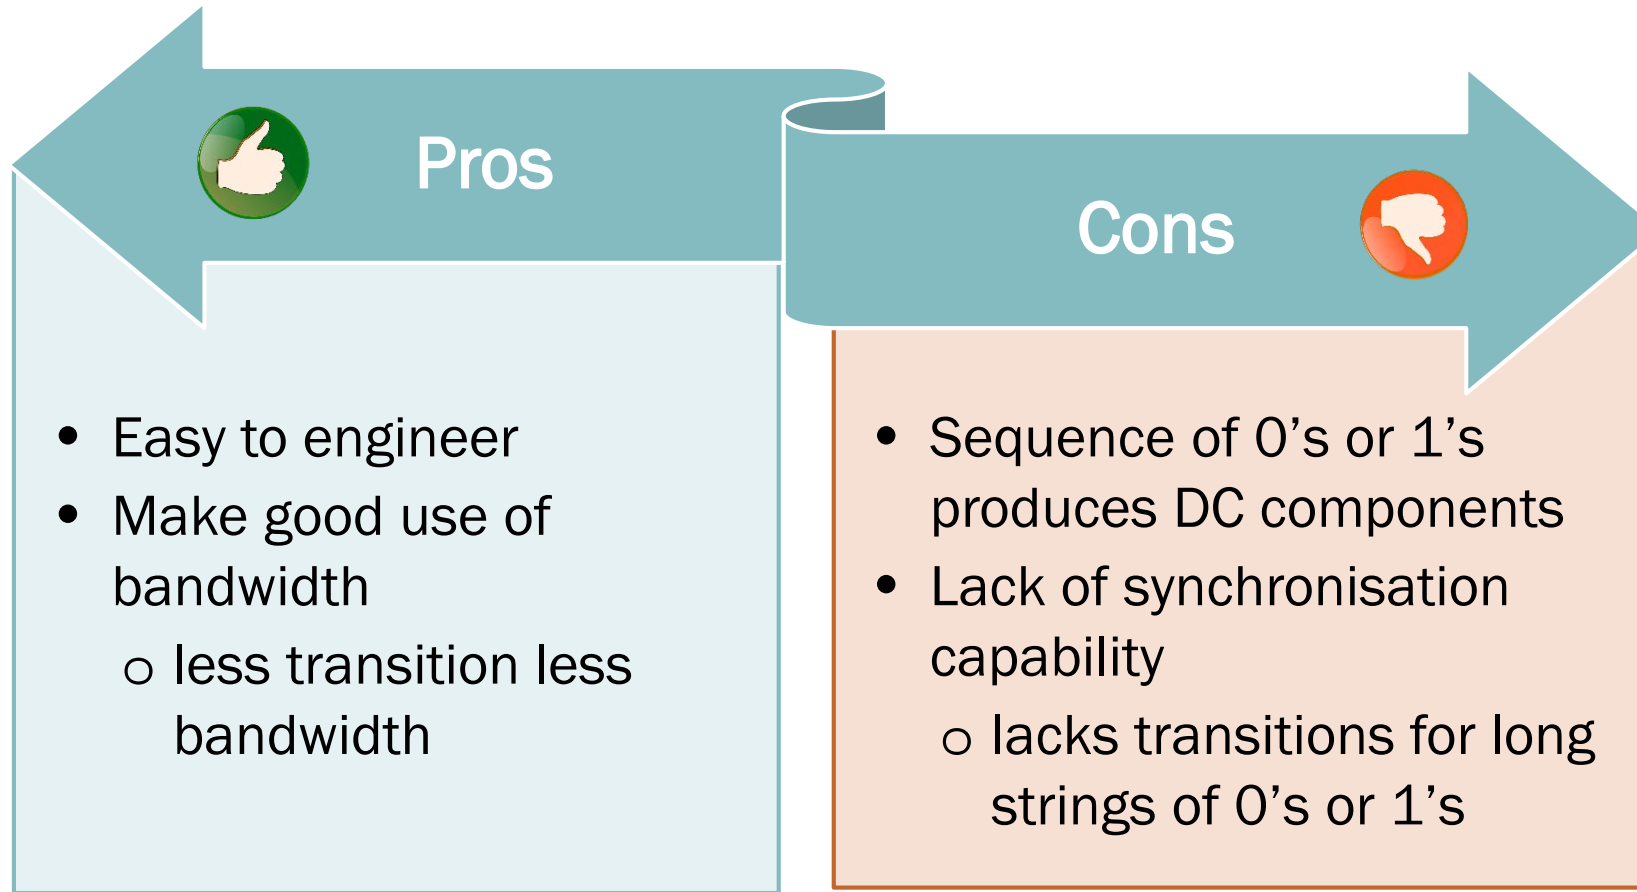 Pros
• Easy to engineer
• Make good use of
bandwidth
o less transition less
bandwidth
Cons
• Sequence of 0’s or 1’s
produces DC components
• Lack of synchronisation
capability
o lacks transitions for long
strings of 0’s or 1’s